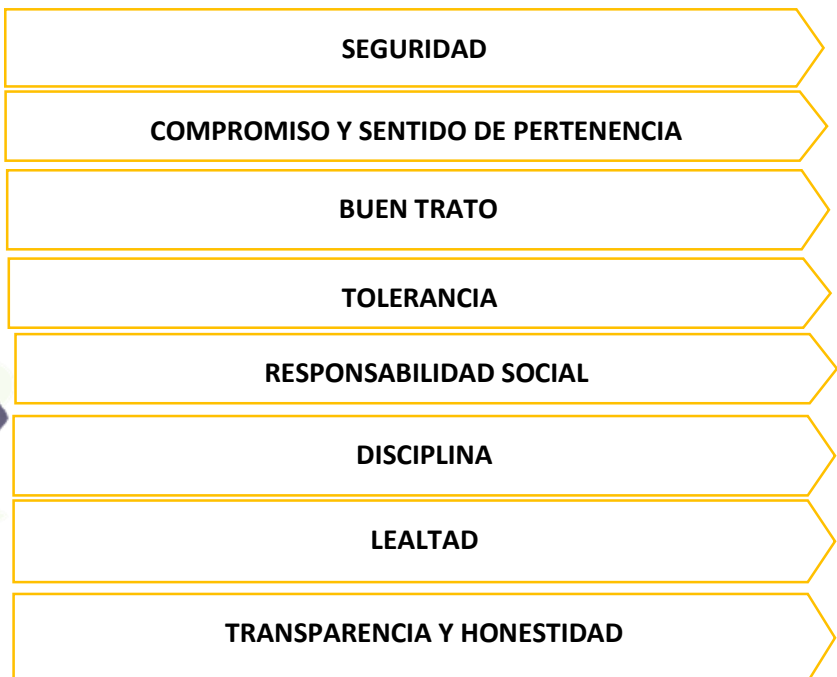 SEGURIDAD
COMPROMISO Y SENTIDO DE PERTENENCIA
BUEN TRATO
TOLERANCIA
RESPONSABILIDAD SOCIAL
DISCIPLINA
LEALTAD
TRANSPARENCIA Y HONESTIDAD